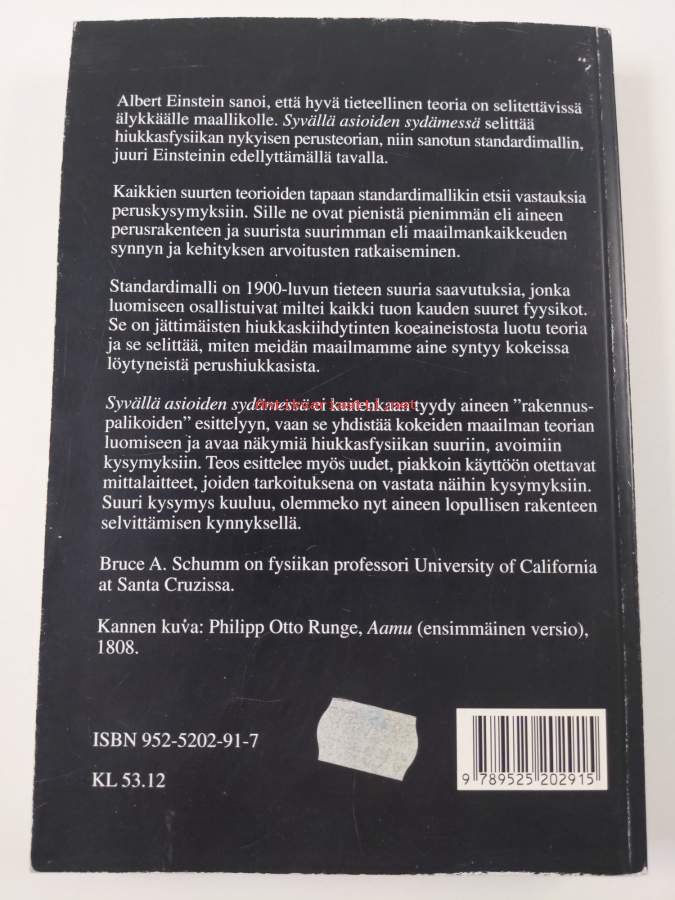 Albert Einstein sanoi, että hyvä tieteellinen teoria on selitettävissä
älykkäälle maallikolle. Syvällä asioiden sydämessä selittää
hiukkasfysiikan nykyisen perusteorian, niin sanotun standardimallin,
juuri Einsteinin edellyttämällä tavalla.
Kaikkien suurten teorioiden tapaan standardimallikin etsii vastauksia
peruskysymyksiin. Sille ne ovat pienistä pienimmän eli aineen
perusrakenteen ja suurista suurimman eli maailmankaikkeuden
synnyn ja kehityksen arvoitusten ratkaiseminen.
Standardimalli on 1900-luvun tieteen suuria saavutuksia, jonka
luomiseen osallistuivat miltei kaikki tuon kauden suuret fyysikot.
Se on jättimäisten hiukkaskiihdytinten koeaineistosta luotu teoria
ja se selittää, miten meidän maailmamme aine syntyy kokeissa
löytyneistä perushiukkasista.
Syvällä asioiden sydämessä ei kuitenkaan tyydy aineen ”rakennus-
palikoiden” esittelyyn, vaan se yhdistää kokeiden maailman teorian
luomiseen ja avaa näkymiä hiukkasfysiikan suuriin, avoimiin
kysymyksiin. Teos esittelee myös uudet, piakkoin käyttöön otettavat
mittalaitteet, joiden tarkoituksena on vastata näihin kysymyksiin.
Suuri kysymys kuuluu, olemmeko nyt aineen lopullisen rakenteen
selvittämisen kynnyksellä.
Bruce A. Schumm on fysiikan professori University of California
at Santa Cruzissa.
Kannen kuva: Philipp Otto Runge, Aamu (ensimmäinen versio),
1808.
ISBN 952-5202-91-7
KL 53.12
9 789525 202915